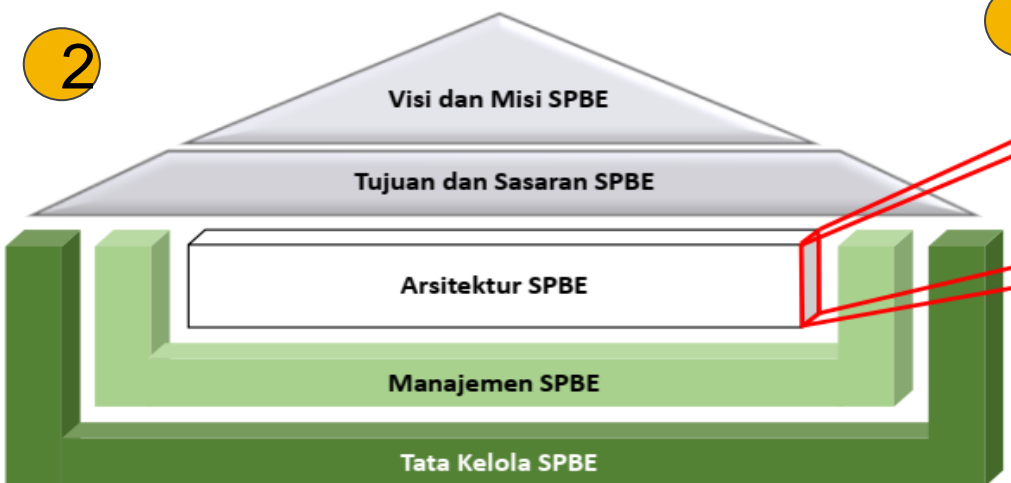 2
Visi dan Misi SPBE
Tujuan dan Sasaran SPBE
Arsitektur SPBE
Manajemen SPBE
Tata Kelola SPBE